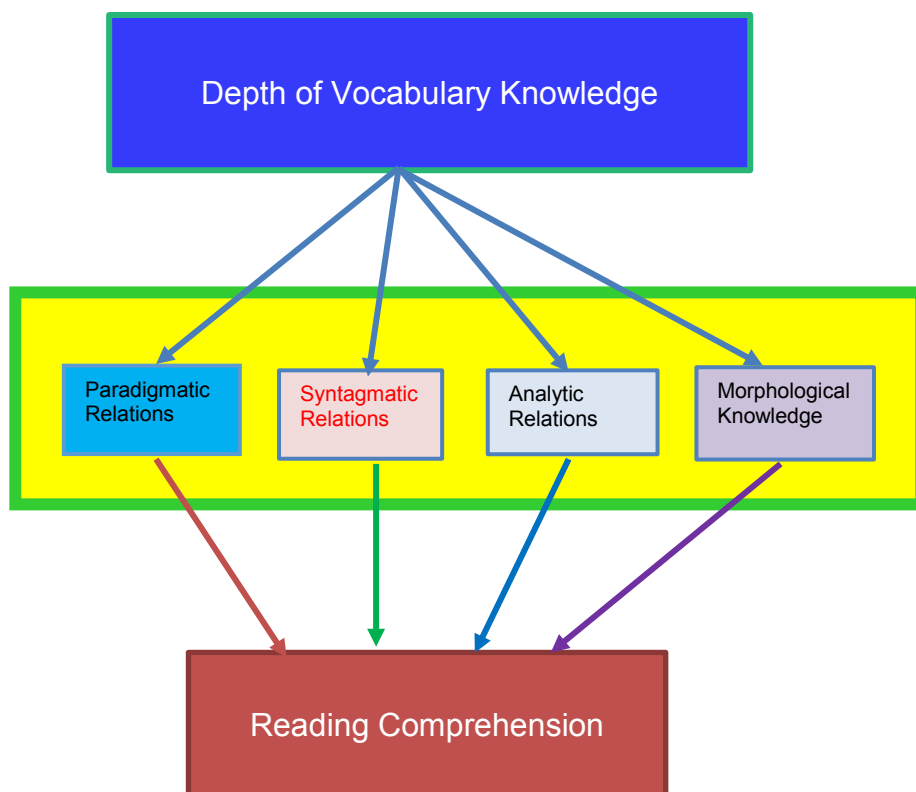 Depth of Vocabulary Knowledge
Paradigmatic
Relations
Syntagmatic
Relations
Analytic
Relations
Morphological
Knowledge
Reading Comprehension